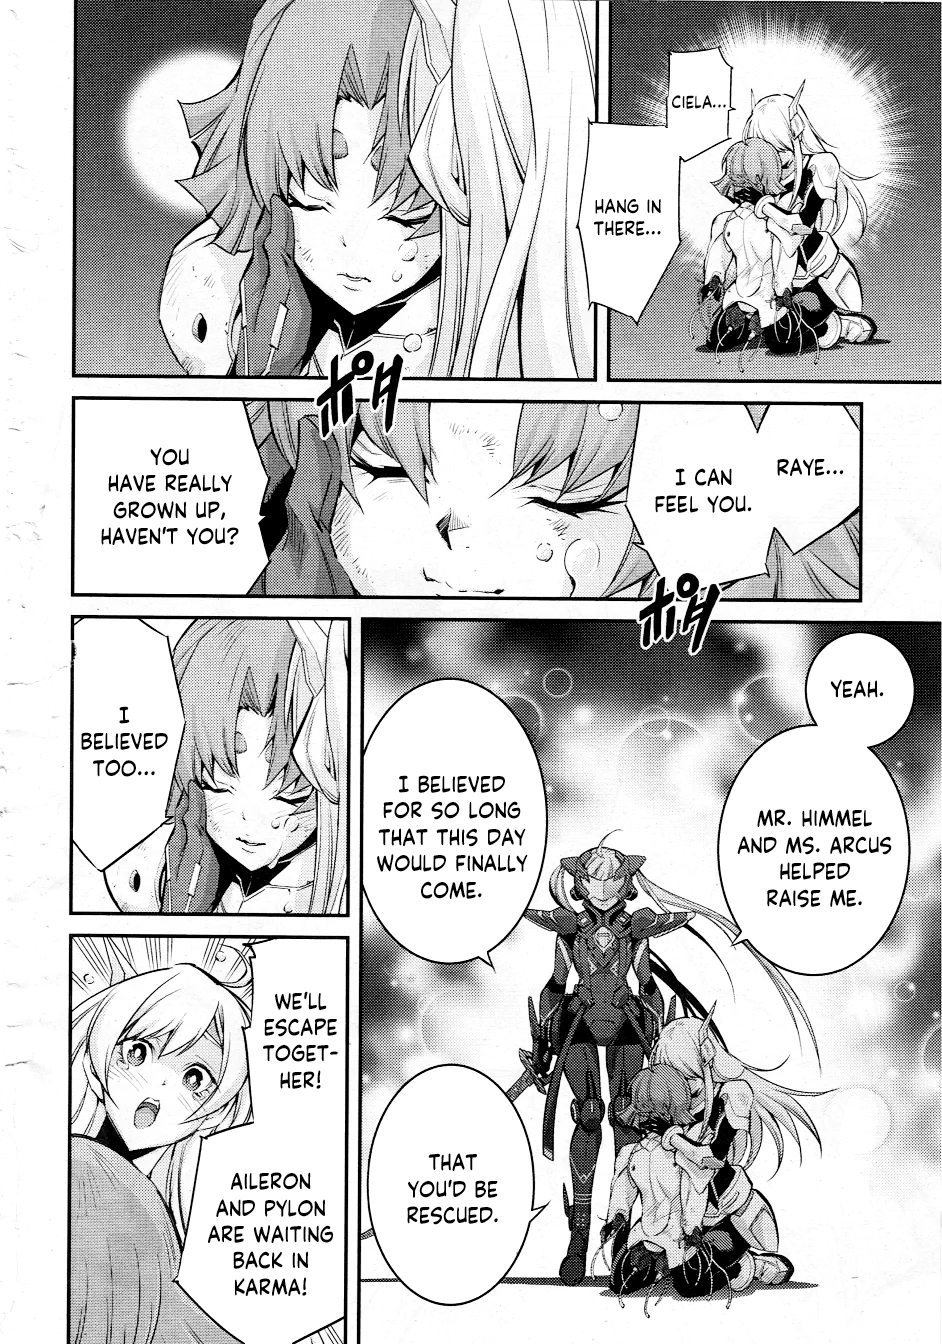 CIELA...
HANG IN
THERE...
ポタ
RAYE...
I CAN
FEEL YOU.
YOU
HAVE REALLY
GROWN UP,
HAVEN'T YOU?
ポタ
YEAH.
MR. HIMMEL
AND MS. ARCUS
HELPED
RAISE ME.
I BELIEVED
FOR SO LONG
THAT THIS DAY
WOULD FINALLY
COME.
THAT
YOU'D BE
RESCUED.
I
BELIEVED
TOO...
WE'LL
ESCAPE
TOGET-
HER!
AILERON
AND PYLON
ARE WAITING
BACK IN
KARMA!